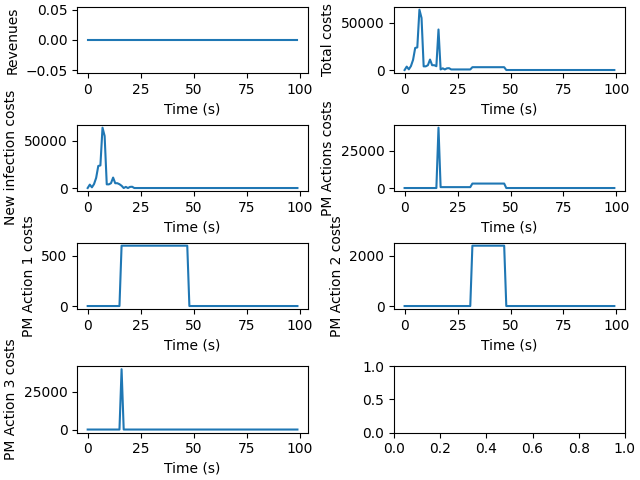 Revenues
0.05
0.00
−0.05
0 25 50 75 100
Time (s)
Total costs
50000
0
0 25 50 75 100
Time (s)
New infection costs
50000
0
0 25 50 75 100
Time (s)
PM Actions costs
25000
0
0 25 50 75 100
Time (s)
PM Action 1 costs
500
0
0 25 50 75 100
Time (s)
PM Action 2 costs
2000
0
0 25 50 75 100
Time (s)
PM Action 3 costs
25000
0
0 25 50 75 100
Time (s)
1.0
0.5
0.0
0.0 0.2 0.4 0.6 0.8 1.0